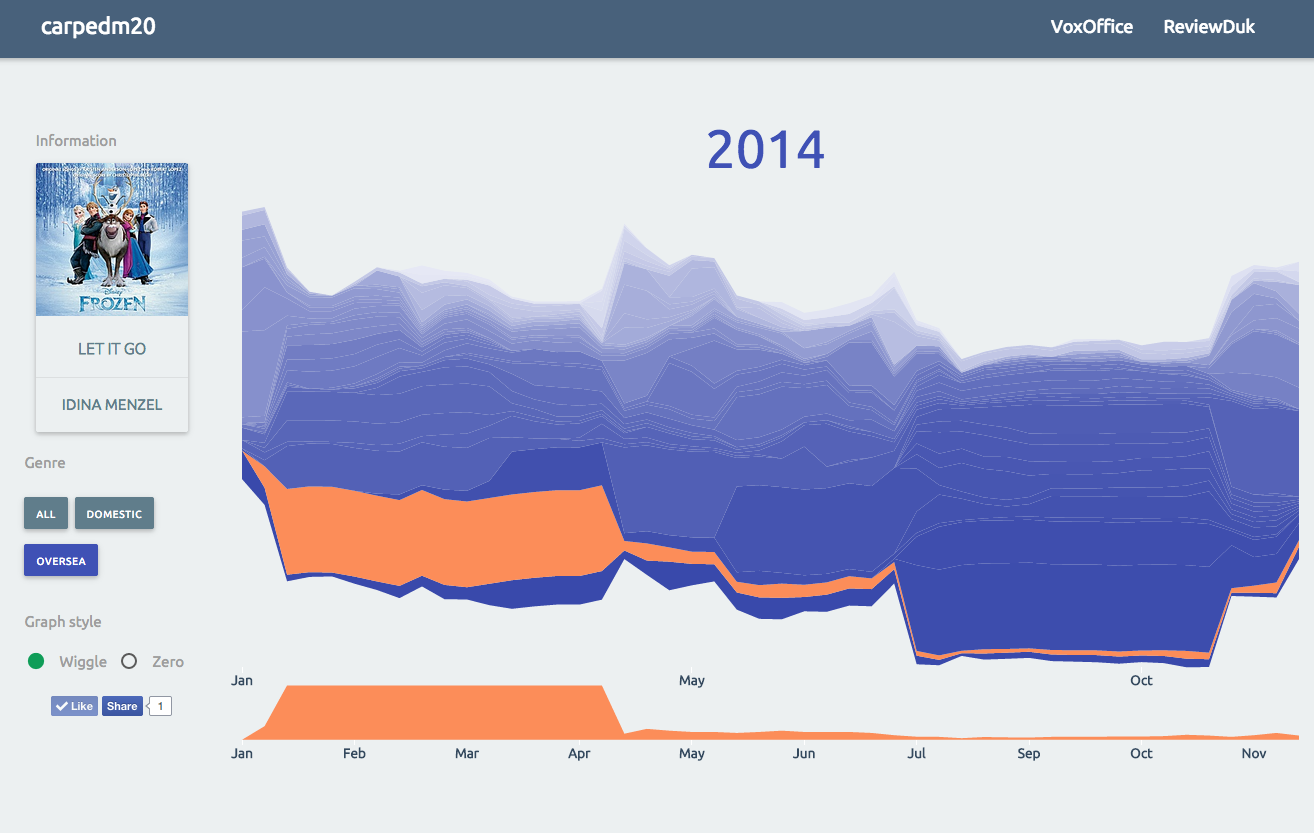 carpedm20
VoxOffice
ReviewDuk
Information
2014
Disney
FROZEN
LET IT GO
IDINA MENZEL
Genre
ALL
DOMESTIC
OVERSEA
Graph style
Wiggle
Zero
Like
Share
1
Jan May Oct
Jan Feb Mar Apr May Jun Jul Sep Oct Nov